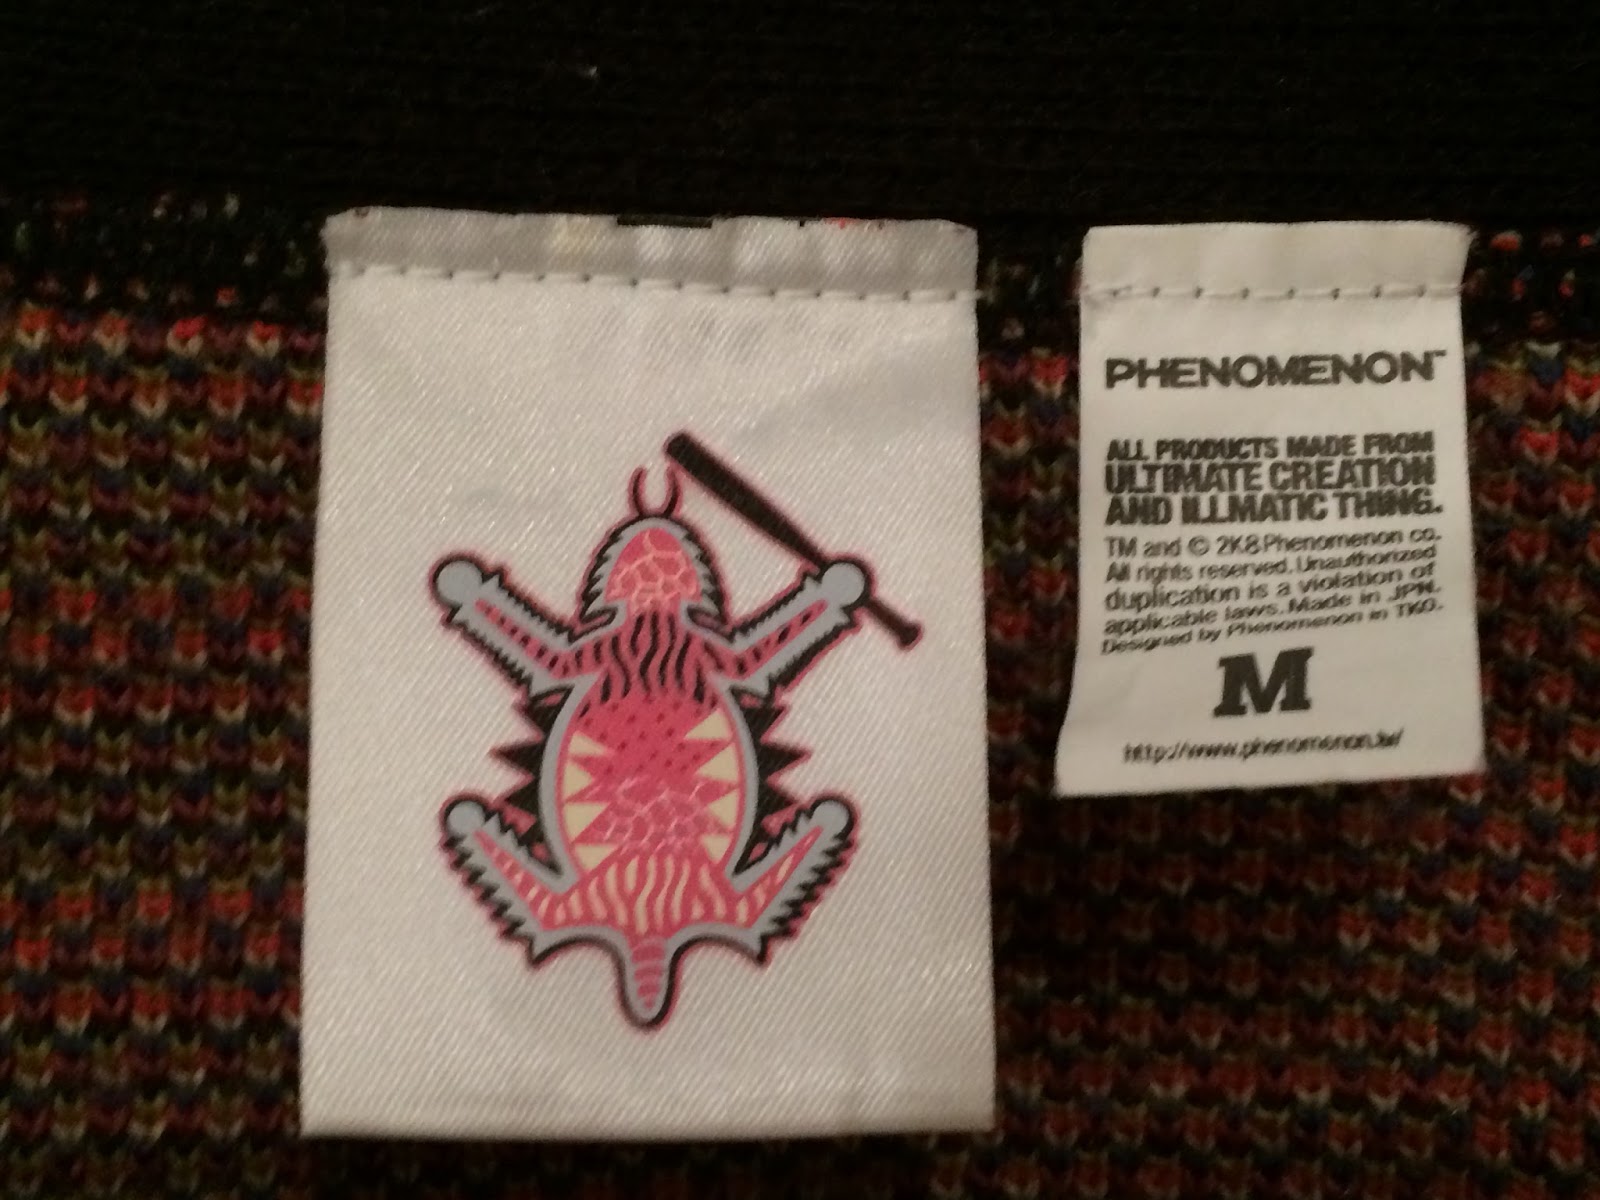 PHENOMENON™
ALL PRODUCTS MADE FROM
ULTIMATE CREATION
AND ILLMATIC THING.
TM and © 2K8 Phenomenon co.
All rights reserved. Unauthorized
duplication is a violation of
applicable laws. Made in JPN.
Designed by Phenomenon in TKO.
M
http://www.phenomenon.tv/